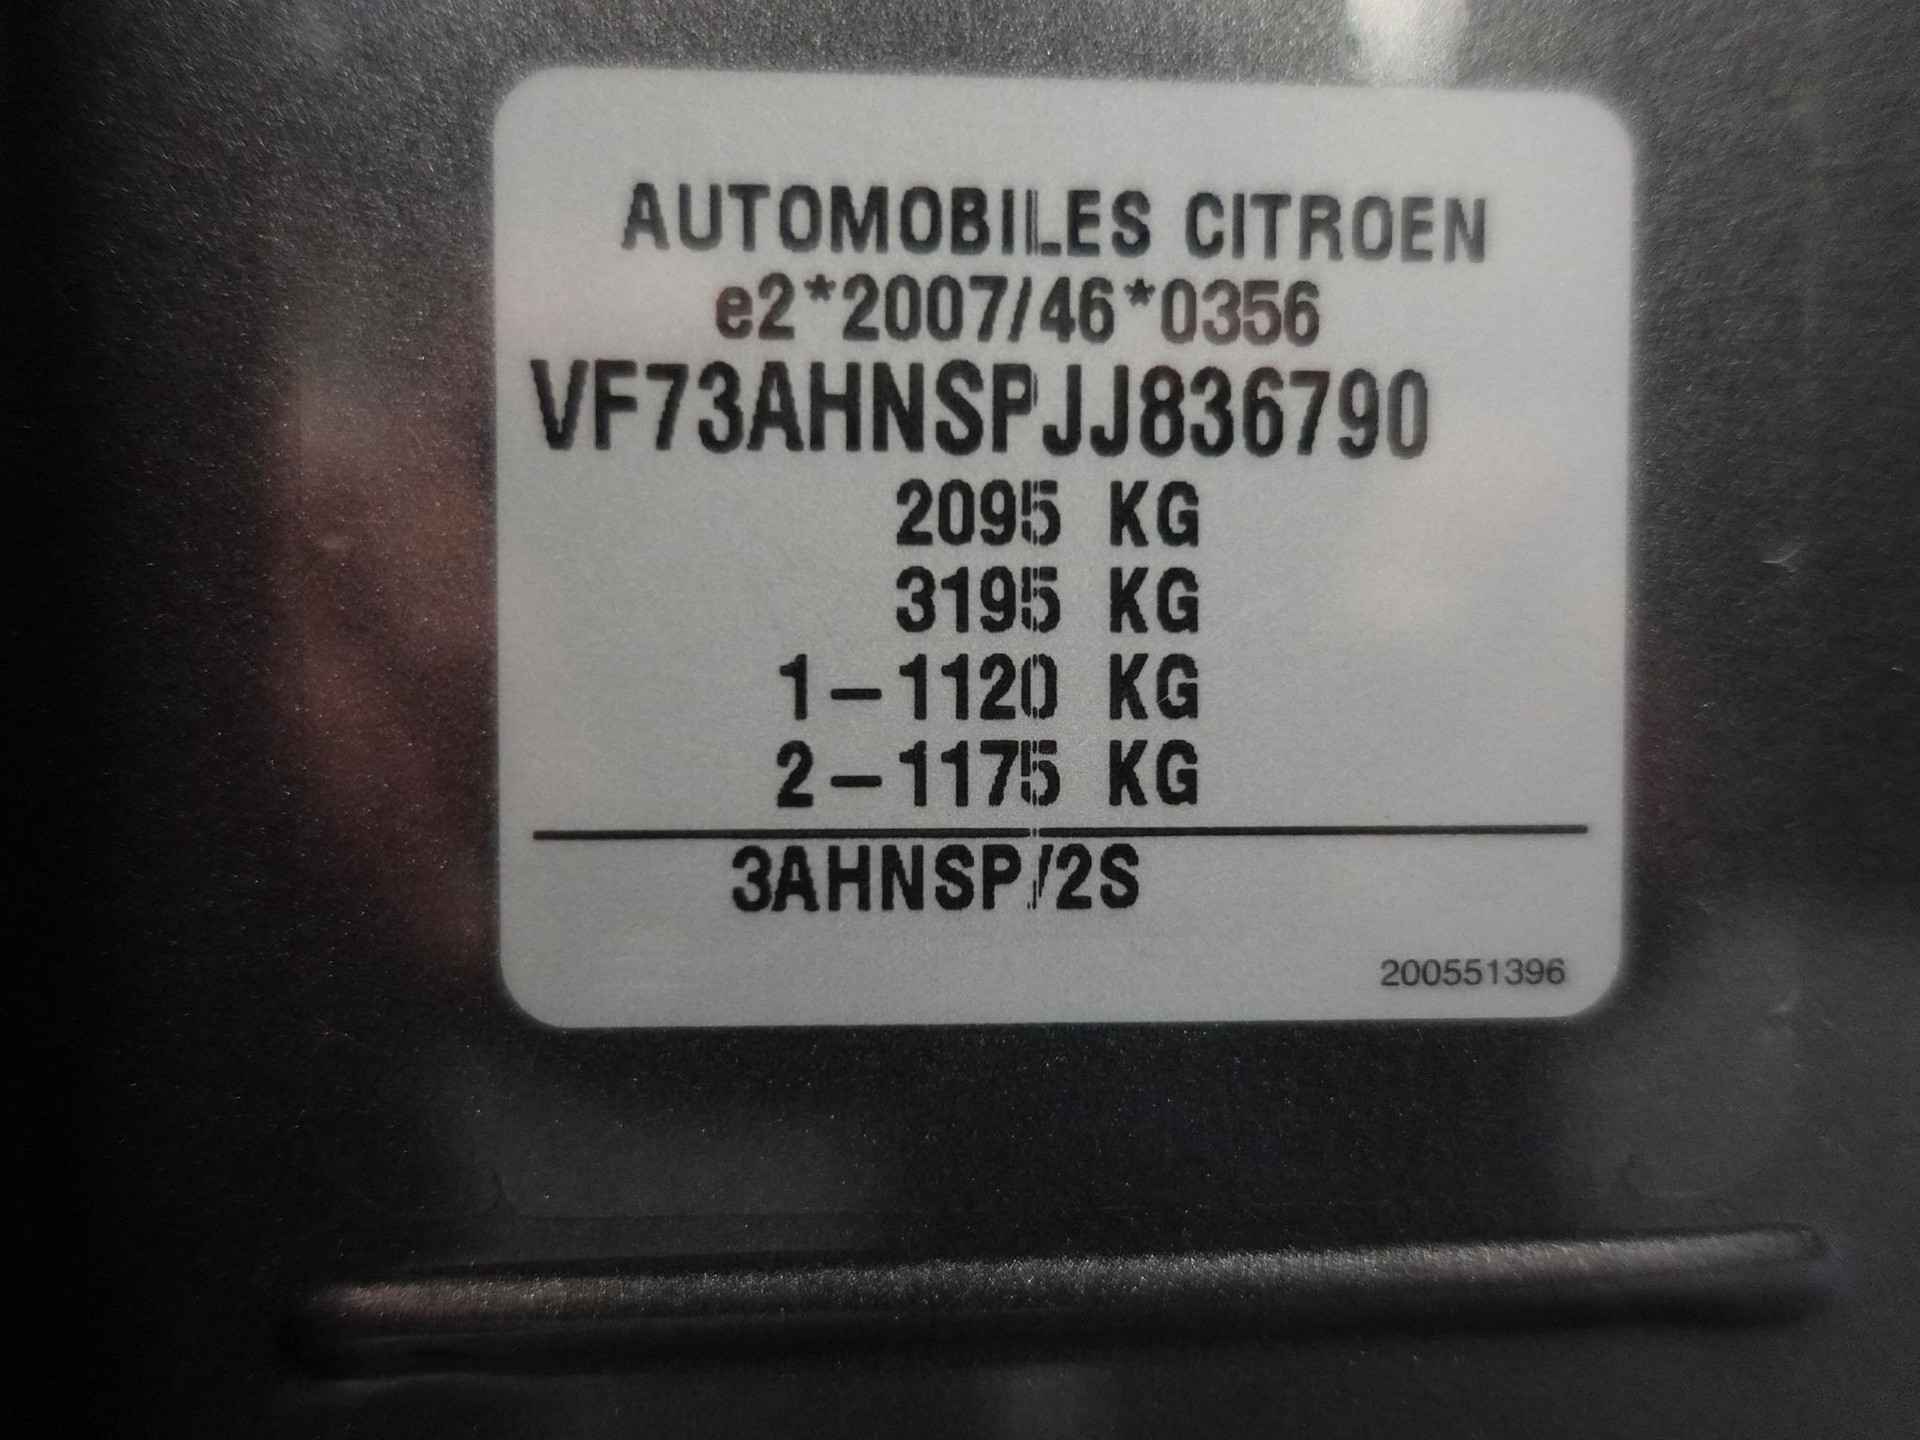 AUTOMOBILES CITROEN
e2*2007/46*0356
VF73AHNSPJJ836790
2095 KG
3195 KG
1-1120 KG
2-1175 KG
3AHNSP/2S
200551396